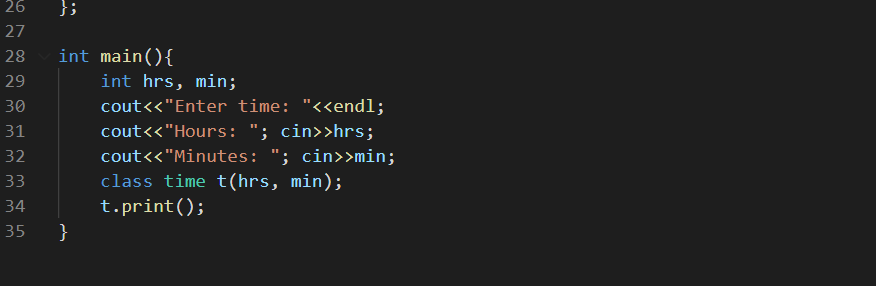 26 };
27
28 int main(){
29 int hrs, min;
30 cout<<"Enter time: "<<endl;
31 cout<<"Hours: "; cin>>hrs;
32 cout<<"Minutes: "; cin>>min;
33 class time t(hrs, min);
34 t.print();
35 }